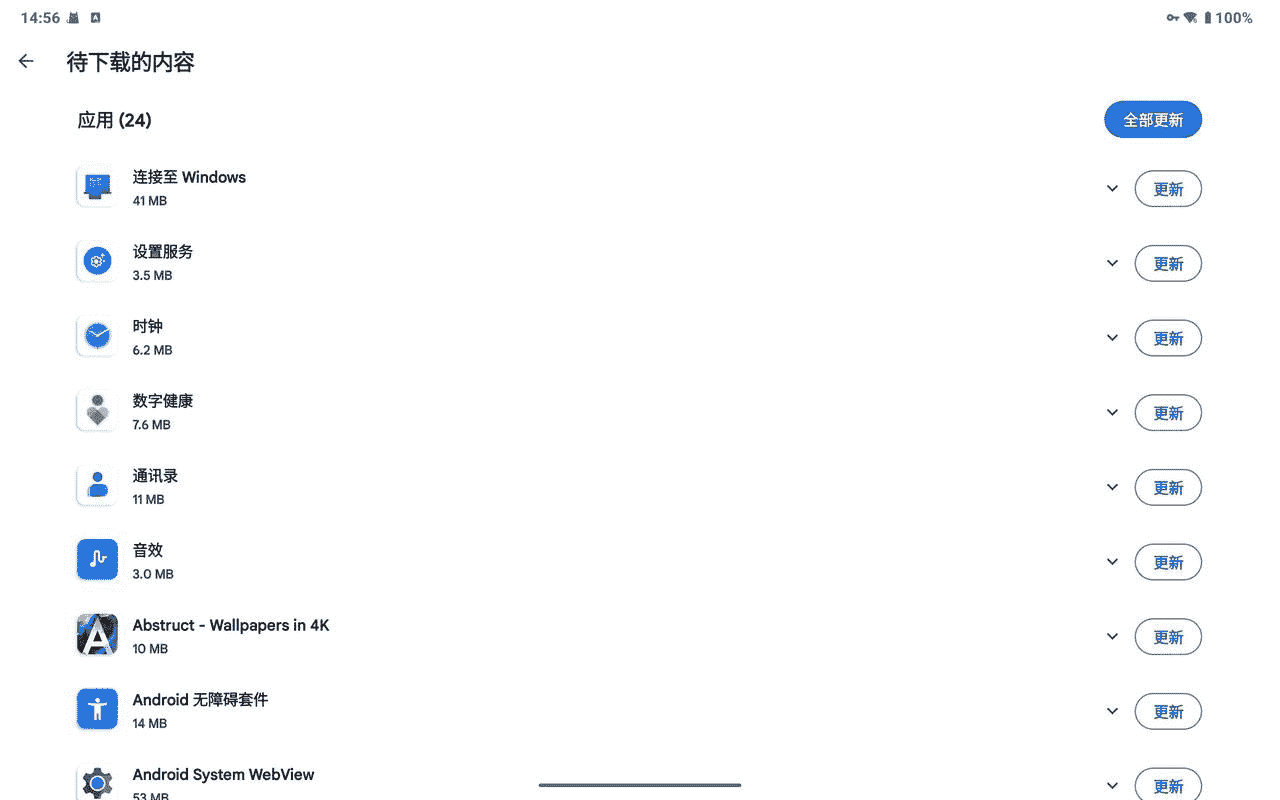 14:56 100%
待下载的内容
应用 (24) 全部更新
连接至 Windows
41 MB 更新
设置服务
3.5 MB 更新
时钟
6.2 MB 更新
数字健康
7.6 MB 更新
通讯录
11 MB 更新
音效
3.0 MB 更新
Abstruct - Wallpapers in 4K
10 MB 更新
Android 无障碍套件
14 MB 更新
Android System WebView
53 MB 更新